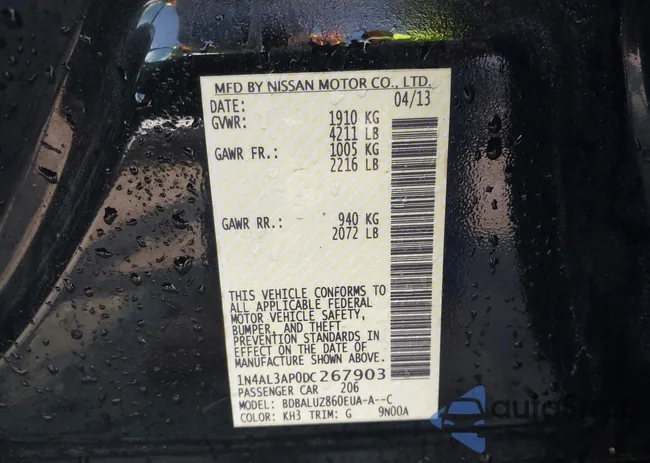 MFD BY NISSAN MOTOR CO., LTD.
DATE: 04/13
GVWR: 1910 KG
4211 LB
GAWR FR.: 1005 KG
2216 LB
GAWR RR.: 940 KG
2072 LB
THIS VEHICLE CONFORMS TO
ALL APPLICABLE FEDERAL
MOTOR VEHICLE SAFETY,
BUMPER, AND THEFT
PREVENTION STANDARDS IN
EFFECT ON THE DATE OF
MANUFACTURE SHOWN ABOVE.
1N4AL3AP0DC267903
PASSENGER CAR 206
MODEL: BDBALUZ860EUA-A--C
COLOR: KH3 TRIM: G 9N00A